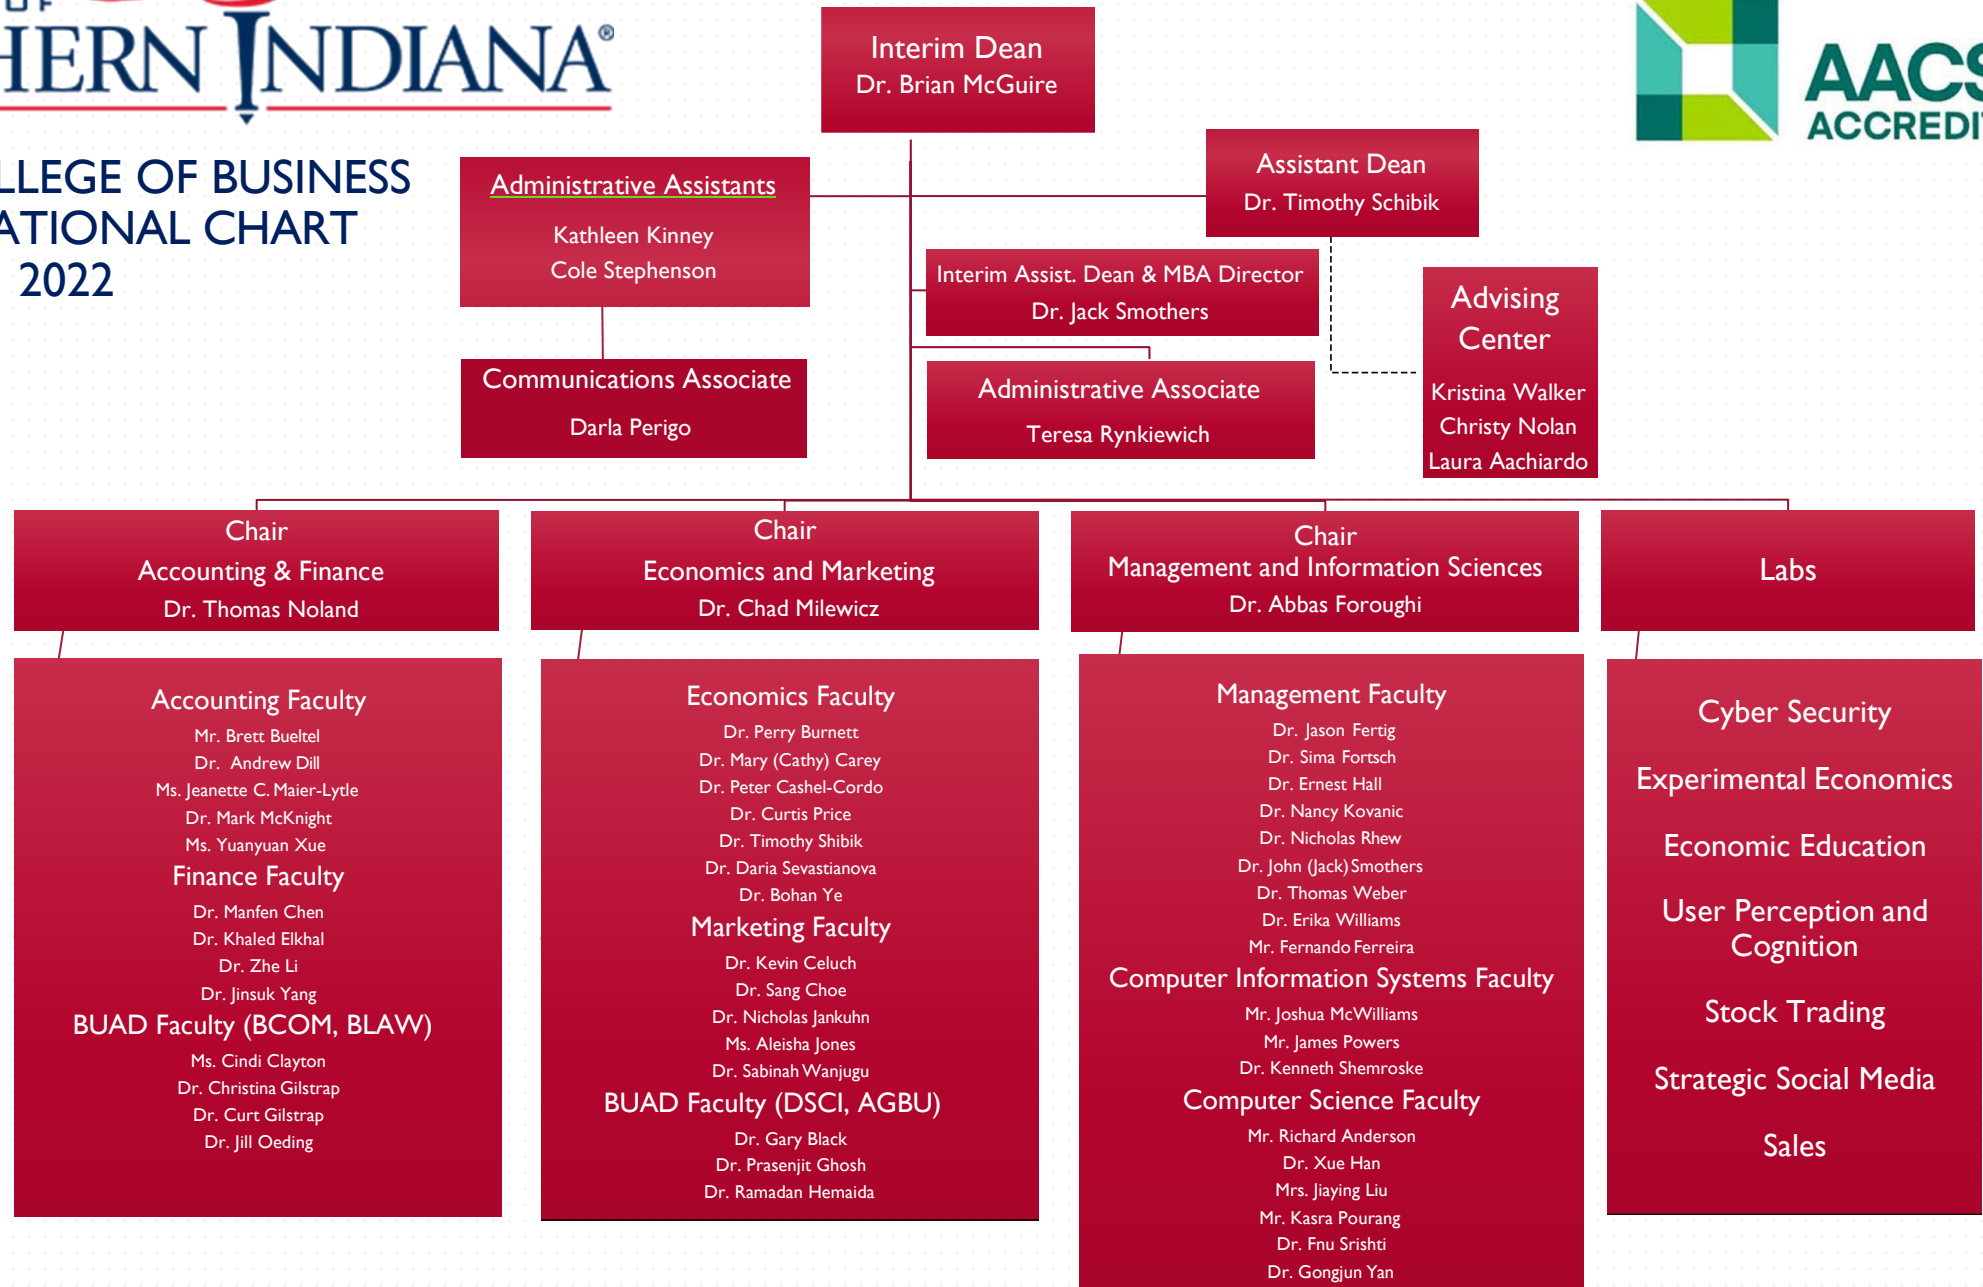 HERN INDIANA®
LLEGE OF BUSINESS
ATIONAL CHART
2022
AACS
ACCREDI
Interim Dean
Dr. Brian McGuire
Administrative Assistants
Kathleen Kinney
Cole Stephenson
Assistant Dean
Dr. Timothy Schibik
Interim Assist. Dean & MBA Director
Dr. Jack Smothers
Advising
Center
Kristina Walker
Christy Nolan
Laura Aachiardo
Communications Associate
Darla Perigo
Administrative Associate
Teresa Rynkiewich
Chair
Accounting & Finance
Dr. Thomas Noland
Chair
Economics and Marketing
Dr. Chad Milewicz
Chair
Management and Information Sciences
Dr. Abbas Foroughi
Labs
Accounting Faculty
Mr. Brett Bueltel
Dr. Andrew Dill
Ms. Jeanette C. Maier-Lytle
Dr. Mark McKnight
Ms. Yuanyuan Xue
Finance Faculty
Dr. Manfen Chen
Dr. Khaled Elkhal
Dr. Zhe Li
Dr. Jinsuk Yang
BUAD Faculty (BCOM, BLAW)
Ms. Cindi Clayton
Dr. Christina Gilstrap
Dr. Curt Gilstrap
Dr. Jill Oeding
Economics Faculty
Dr. Perry Burnett
Dr. Mary (Cathy) Carey
Dr. Peter Cashel-Cordo
Dr. Curtis Price
Dr. Timothy Shibik
Dr. Daria Sevastianova
Dr. Bohan Ye
Marketing Faculty
Dr. Kevin Celuch
Dr. Sang Choe
Dr. Nicholas Jankuhn
Ms. Aleisha Jones
Dr. Sabinah Wanjugu
BUAD Faculty (DSCI, AGBU)
Dr. Gary Black
Dr. Prasenjit Ghosh
Dr. Ramadan Hemaida
Management Faculty
Dr. Jason Fertig
Dr. Sima Fortsch
Dr. Ernest Hall
Dr. Nancy Kovanic
Dr. Nicholas Rhew
Dr. John (Jack) Smothers
Dr. Thomas Weber
Dr. Erika Williams
Mr. Fernando Ferreira
Computer Information Systems Faculty
Mr. Joshua McWilliams
Mr. James Powers
Dr. Kenneth Shemroske
Computer Science Faculty
Mr. Richard Anderson
Dr. Xue Han
Mrs. Jiaying Liu
Mr. Kasra Pourang
Dr. Fnu Srishti
Dr. Gongjun Yan
Cyber Security
Experimental Economics
Economic Education
User Perception and
Cognition
Stock Trading
Strategic Social Media
Sales